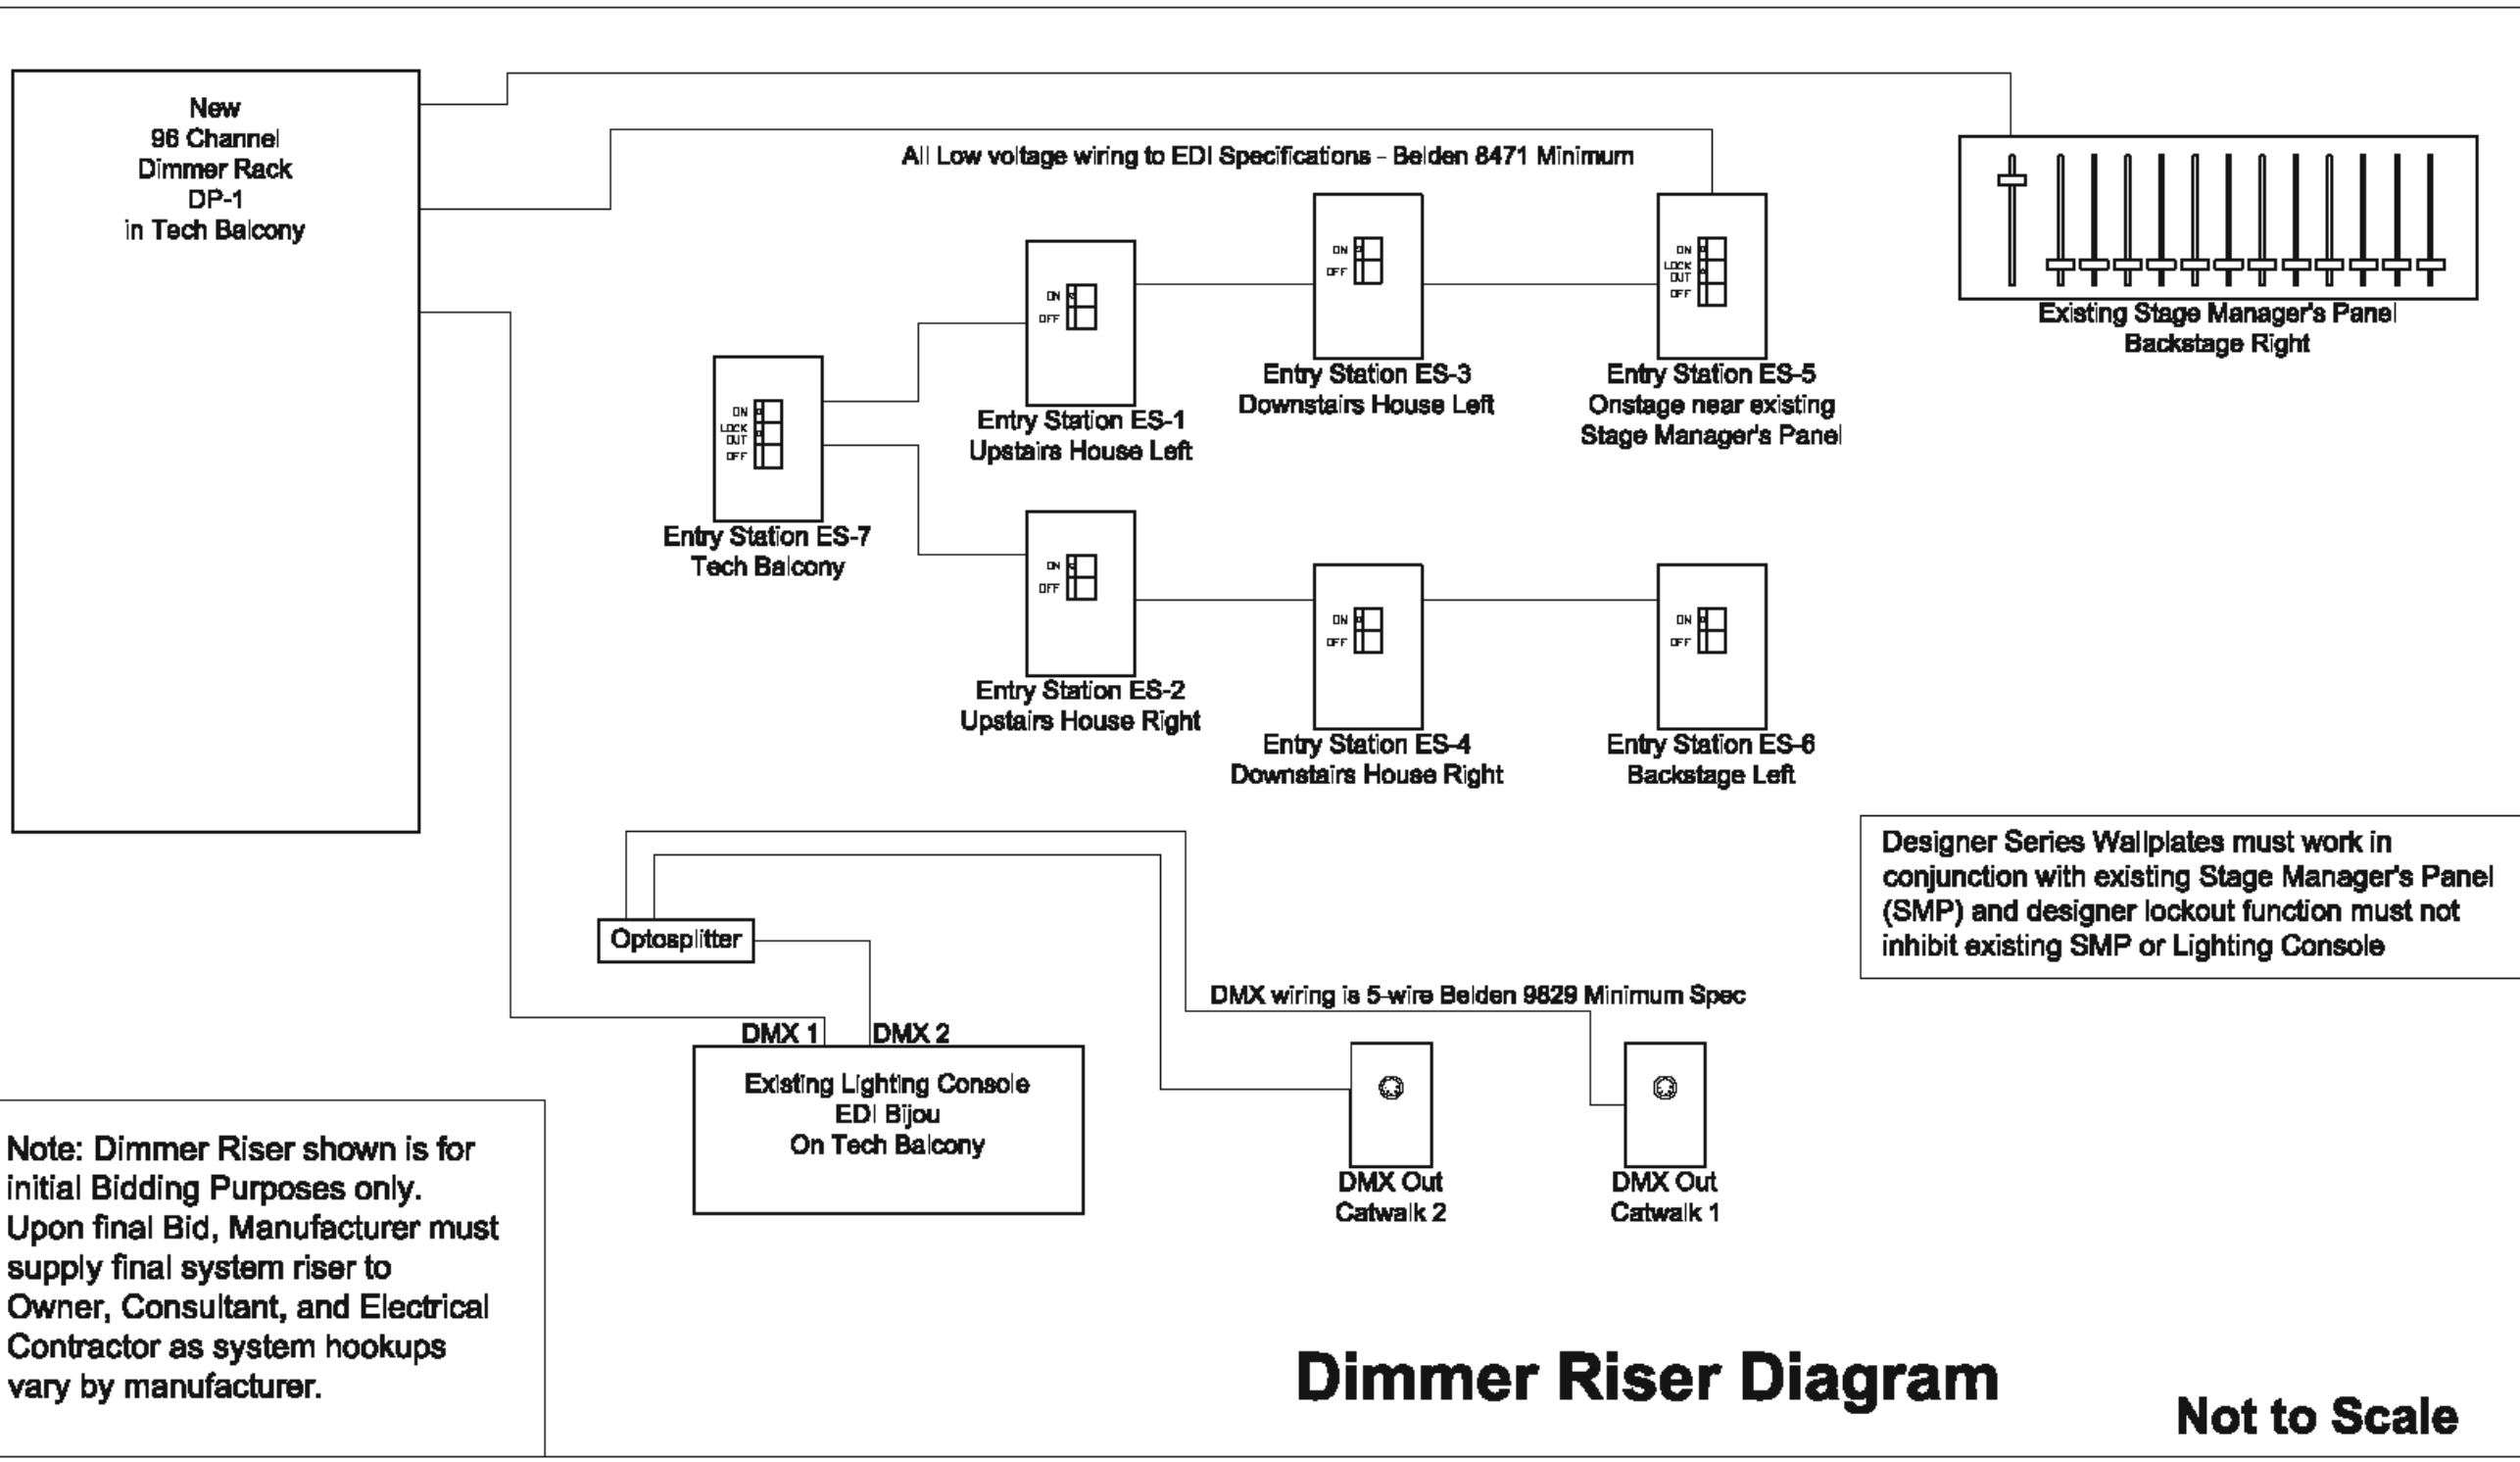 New
96 Channel
Dimmer Rack
DP-1
in Tech Balcony
All Low voltage wiring to EDI Specifications - Belden 8471 Minimum
Existing Stage Manager's Panel
Backstage Right
ON
OFF
Entry Station ES-3
Downstairs House Left
ON
LOCK
OUT
OFF
Entry Station ES-5
Onstage near existing
Stage Manager's Panel
ON
OFF
Entry Station ES-1
Upstairs House Left
ON
LOCK
OUT
OFF
Entry Station ES-7
Tech Balcony
ON
OFF
Entry Station ES-2
Upstairs House Right
ON
OFF
Entry Station ES-4
Downstairs House Right
ON
OFF
Entry Station ES-6
Backstage Left
Designer Series Wallplates must work in
conjunction with existing Stage Manager's Panel
(SMP) and designer lockout function must not
inhibit existing SMP or Lighting Console
Optosplitter
DMX wiring is 5-wire Belden 9829 Minimum Spec
DMX 1
DMX 2
Existing Lighting Console
EDI Bijou
On Tech Balcony
DMX Out
Catwalk 2
DMX Out
Catwalk 1
Note: Dimmer Riser shown is for
initial Bidding Purposes only.
Upon final Bid, Manufacturer must
supply final system riser to
Owner, Consultant, and Electrical
Contractor as system hookups
vary by manufacturer.
Dimmer Riser Diagram
Not to Scale